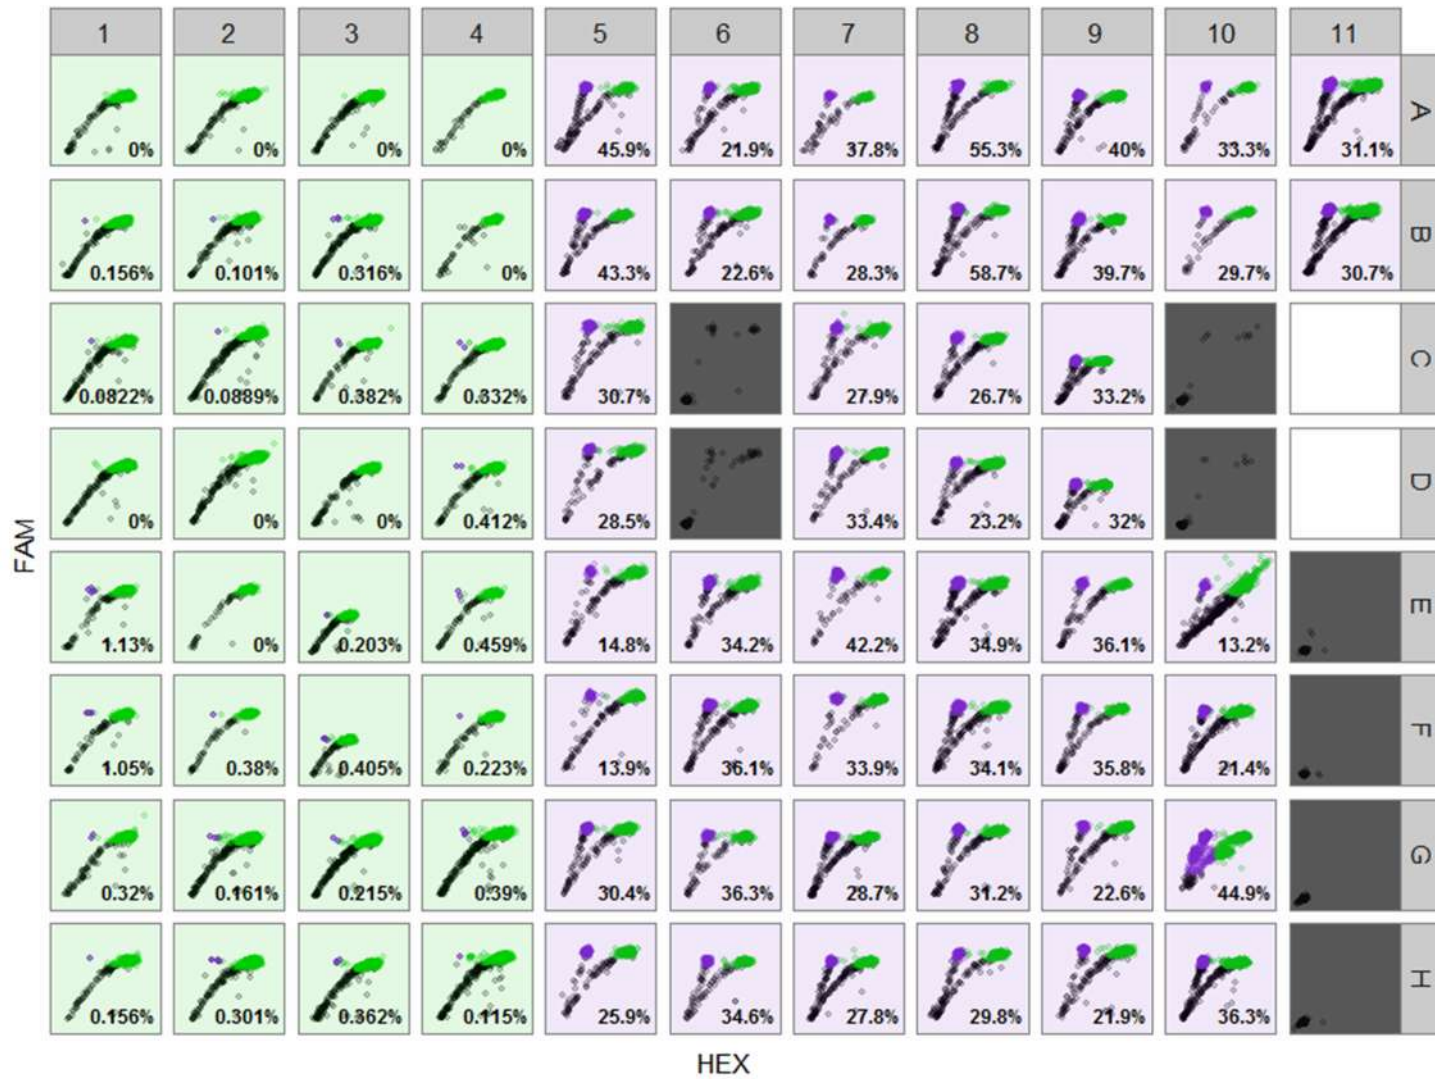 1 2 3 4 5 6 7 8 9 10 11
0% 0% 0% 0% 45.9% 21.9% 37.8% 55.3% 40% 33.3% 31.1% A
0.156% 0.101% 0.316% 0% 43.3% 22.6% 28.3% 58.7% 39.7% 29.7% 30.7% B
0.0822% 0.0889% 0.382% 0.332% 30.7% 27.9% 26.7% 33.2% C
0% 0% 0% 0.412% 28.5% 33.4% 23.2% 32% D
FAM
1.13% 0% 0.203% 0.459% 14.8% 34.2% 42.2% 34.9% 36.1% 13.2% E
1.05% 0.38% 0.405% 0.223% 13.9% 36.1% 33.9% 34.1% 35.8% 21.4% F
0.32% 0.161% 0.215% 0.39% 30.4% 36.3% 28.7% 31.2% 22.6% 44.9% G
0.156% 0.301% 0.362% 0.115% 25.9% 34.6% 27.8% 29.8% 21.9% 36.3% H
HEX